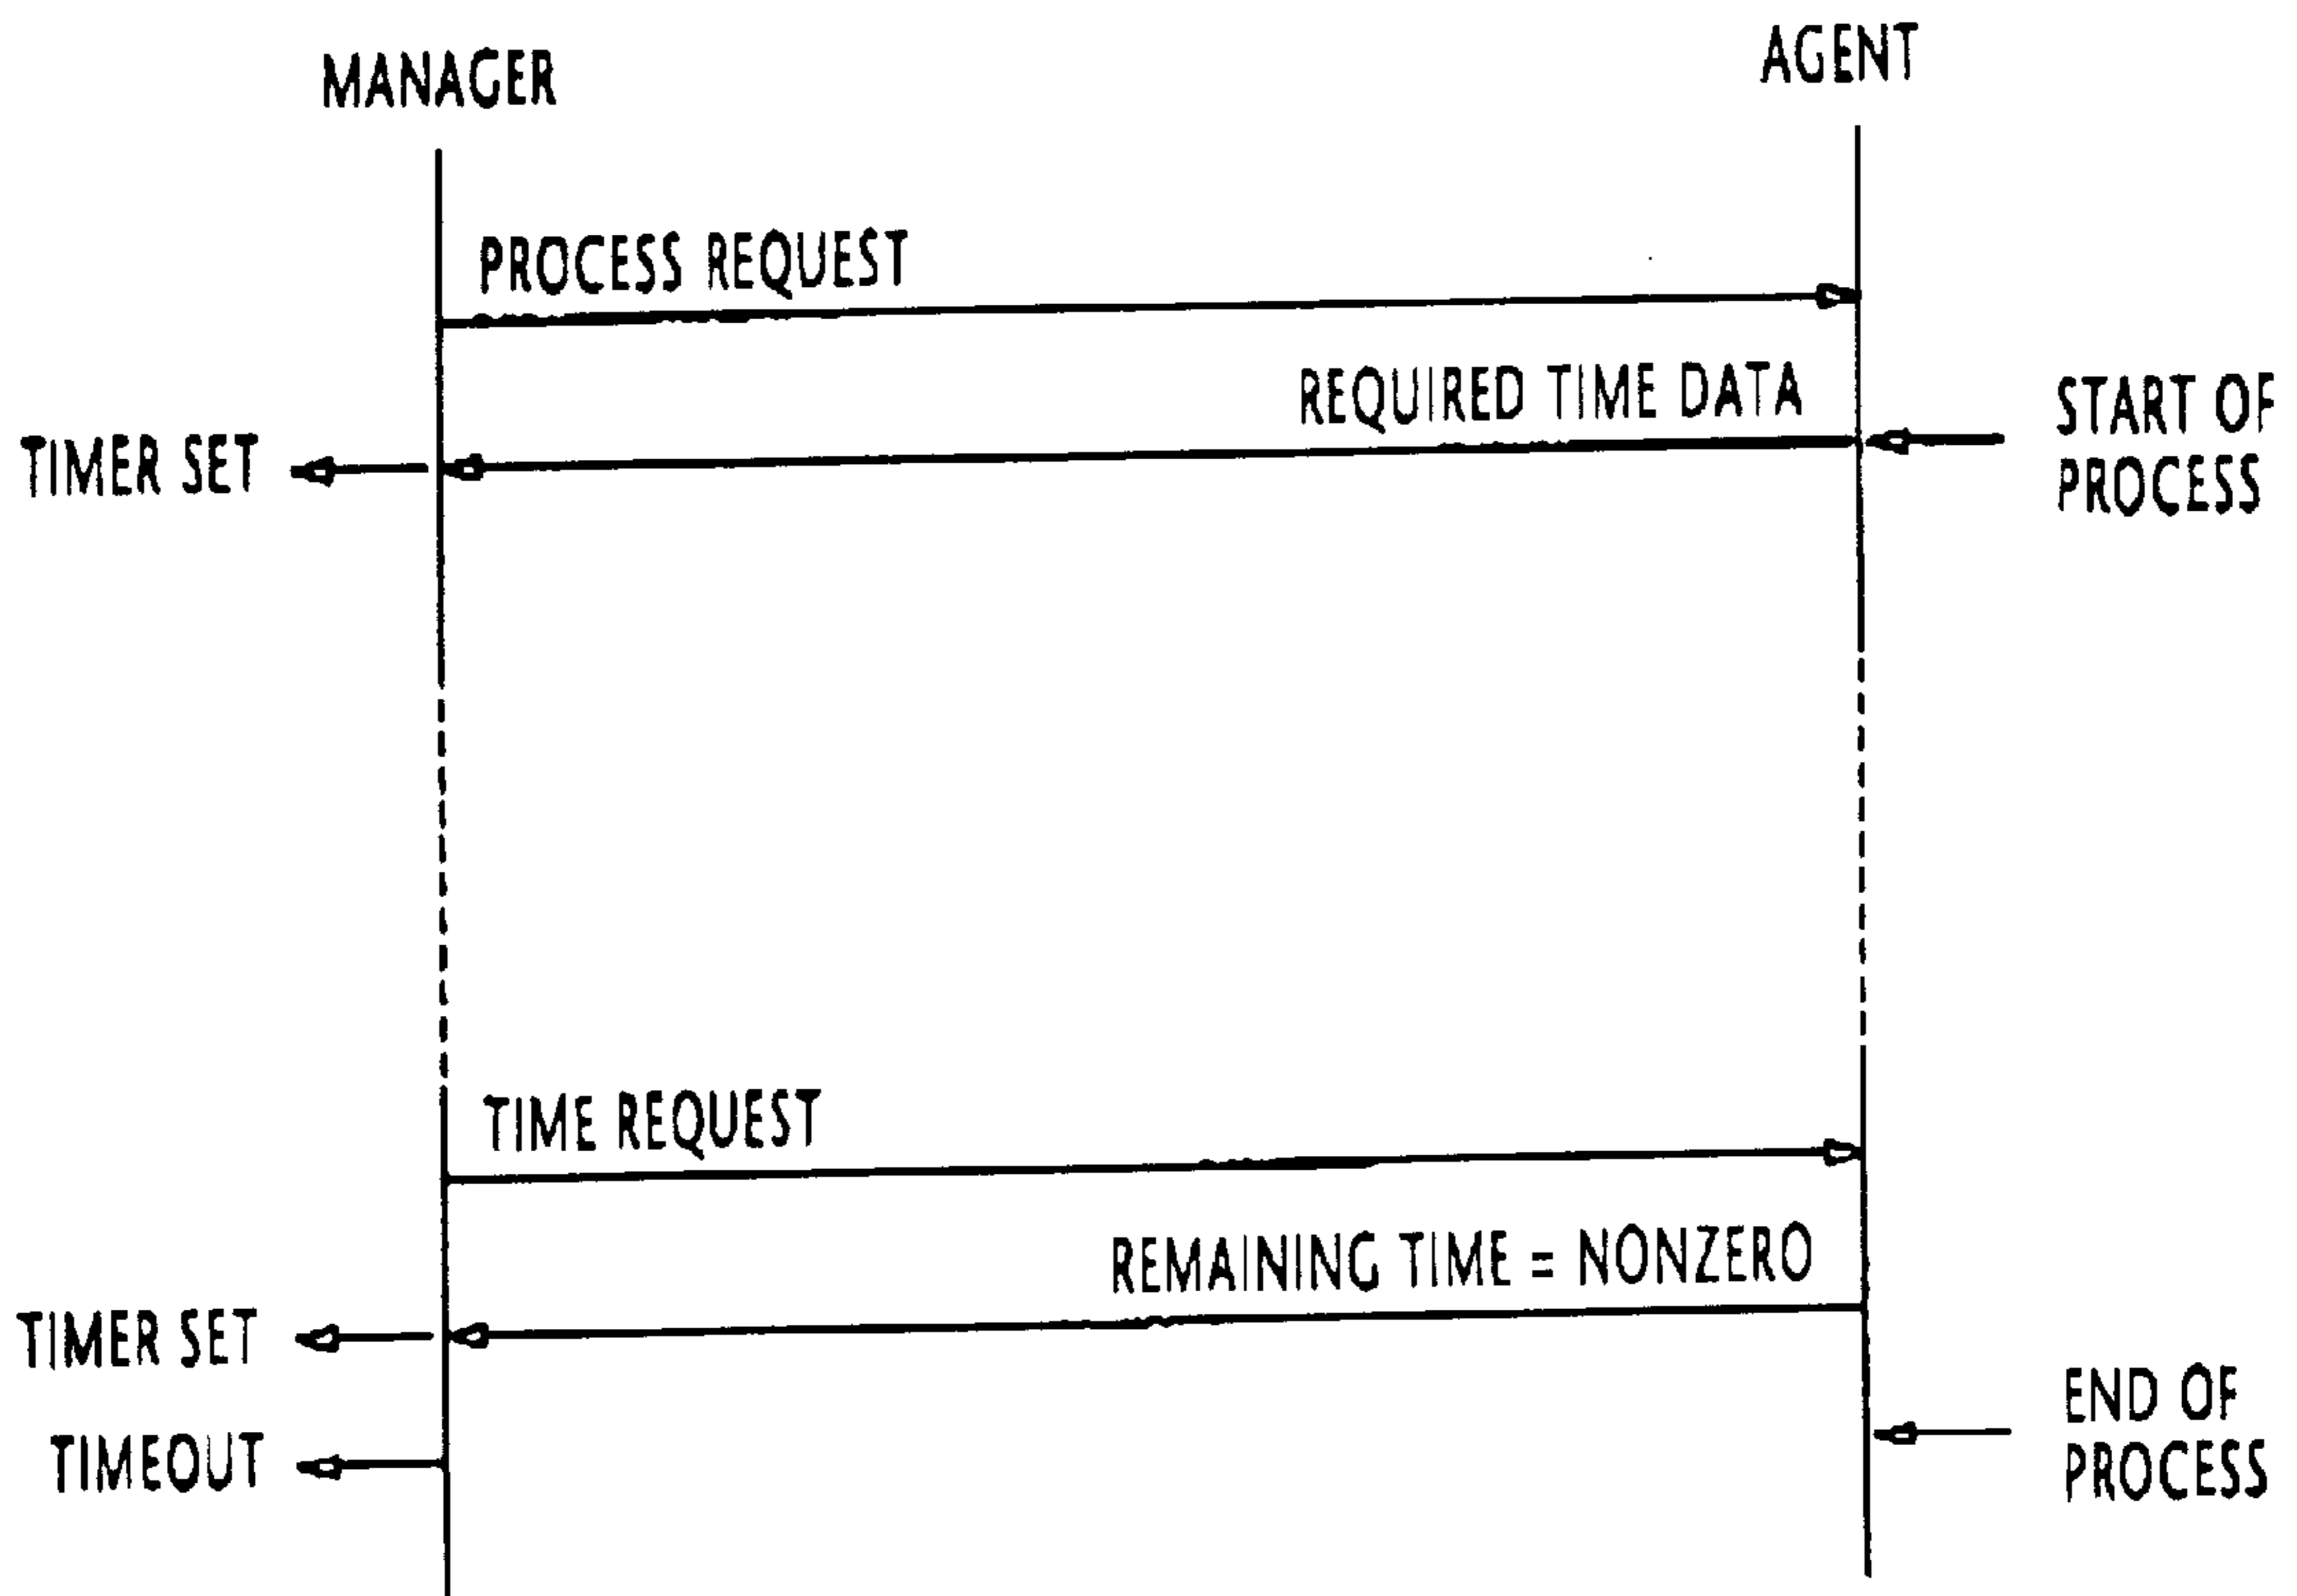 MANAGER
AGENT
PROCESS REQUEST
REQUIRED TIME DATA
TIMER SET
START OF
PROCESS
TIME REQUEST
REMAINING TIME = NONZERO
TIMER SET
END OF
PROCESS
TIMEOUT